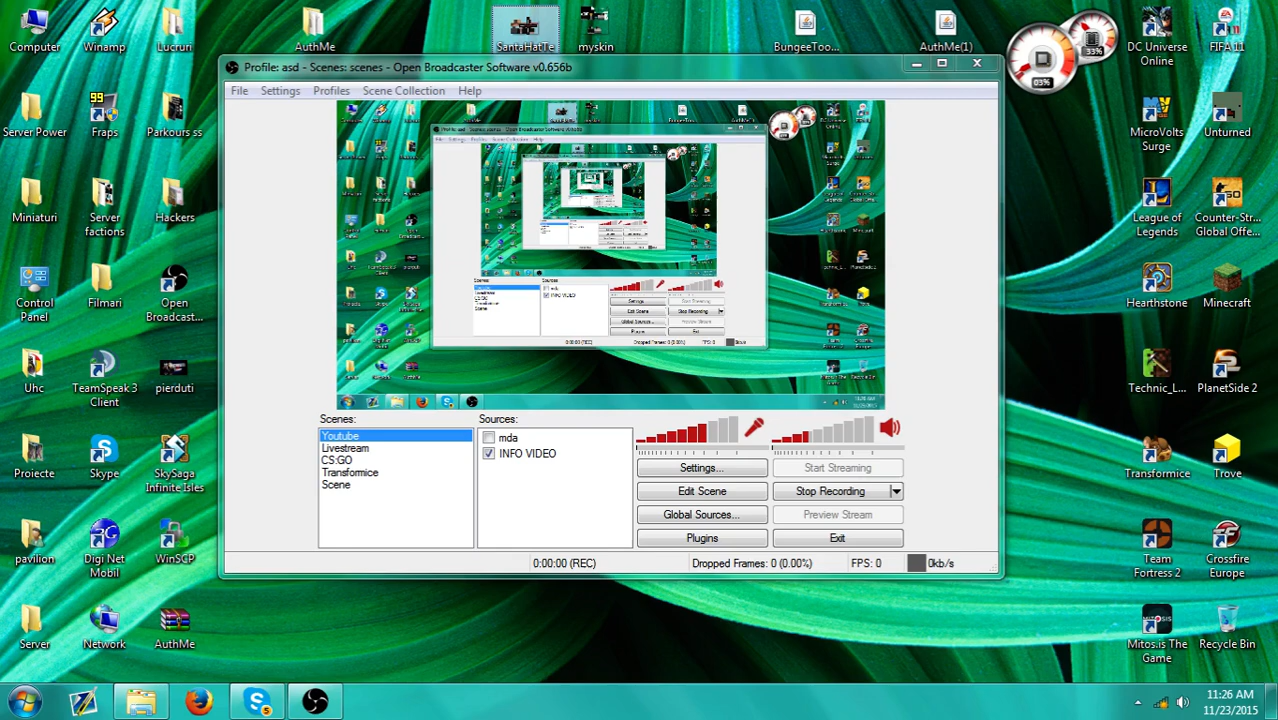 Computer
Winamp
Lucruri
AuthMe
SantaHatTe
myskin
BungeeToo...
AuthMe(1)
03%
33%
DC Universe
Online
FIFA 11
Profile: asd - Scenes: scenes - Open Broadcaster Software v0.656b
File Settings Profiles Scene Collection Help
Server Power
99
Fraps
Parkours ss
MicroVolts
Surge
Unturned
Miniaturi
Server
factions
Hackers
League of
Legends
Counter-Str...
Global Offe...
Control
Panel
Filmari
Open
Broadcast...
Hearthstone
Minecraft
Uhc
TeamSpeak 3
Client
pierduti
Technic_L...
PlanetSide 2
Proiecte
Skype
SkySaga
Infinite Isles
Transformice
Trove
Scenes:
Youtube
Livestream
CS:GO
Transformice
Scene
Sources:
mda
INFO VIDEO
Settings...
Start Streaming
Edit Scene
Stop Recording
Global Sources...
Preview Stream
Plugins
Exit
0:00:00 (REC)
Dropped Frames: 0 (0.00%)
FPS: 0
0kb/s
pavilion
Digi Net
Mobil
WinSCP
Team
Fortress 2
Crossfire
Europe
Server
Network
AuthMe
MITOSIS
Mitos.is The
Game
Recycle Bin
5
11:26 AM
11/23/2015